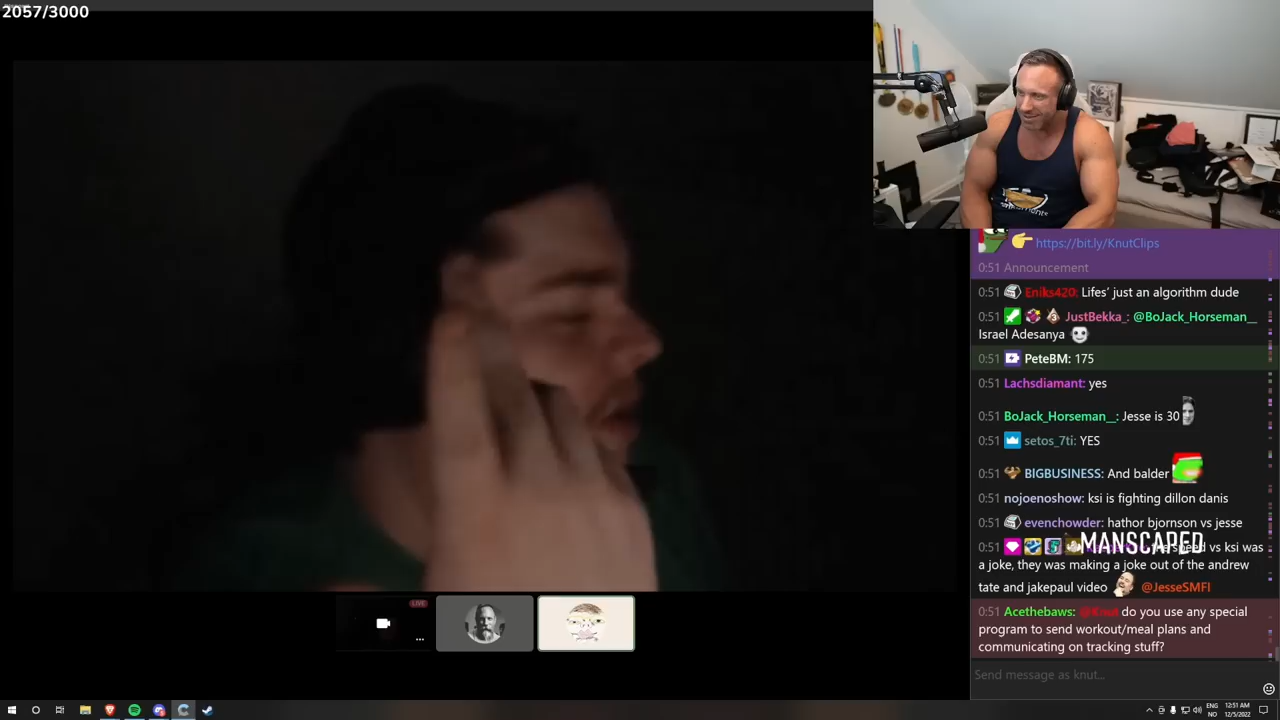 2057/3000
https://bit.ly/KnutClips
0:51 Announcement
0:51 Eniks420: Lifes' just an algorithm dude
0:51 JustBekka_: @BoJack_Horseman__
Israel Adesanya
0:51 PeteBM: 175
0:51 Lachsdiamant: yes
0:51 BoJack_Horseman__: Jesse is 30
0:51 setos_7ti: YES
0:51 BIGBUSINESS: And balder
0:51 nojoenoshow: ksi is fighting dillon danis
0:51 evenchowder: hathor bjornsson vs jesse
MANSCAPED
0:51 the speed vs ksi was
a joke, they was making a joke out of the andrew
tate and jakepaul video @JesseSMFI
0:51 Acethebaws: @Knut do you use any special
program to send workout/meal plans and
communicating on tracking stuff?
Send message as knut...
LIVE
ENG
NO
12:51 AM
12/5/2022